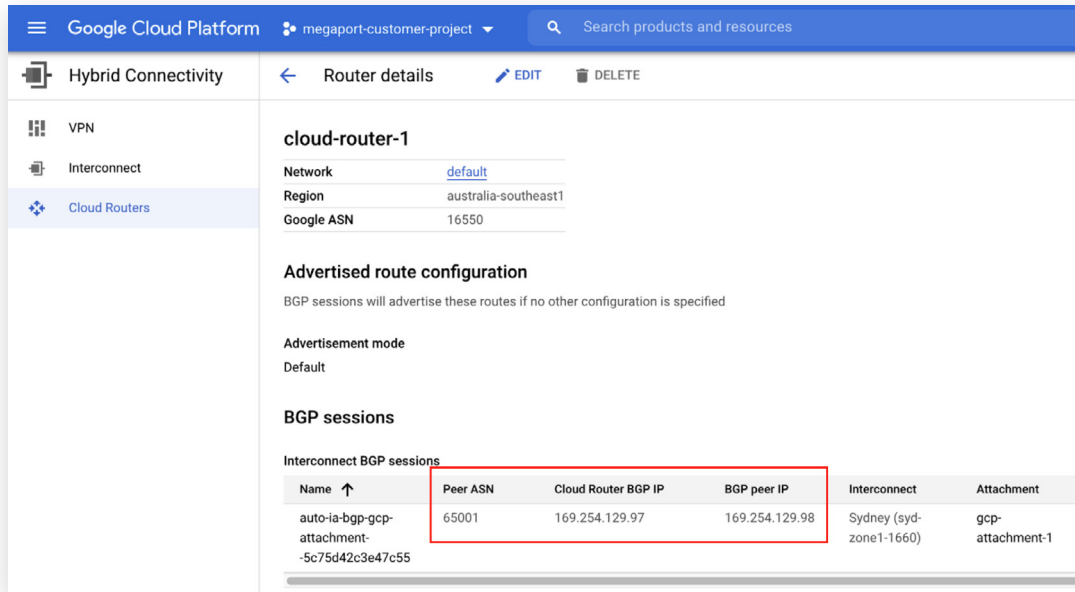 Google Cloud Platform megaport-customer-project Search products and resources
Hybrid Connectivity
Router details EDIT DELETE
VPN
Interconnect
Cloud Routers
cloud-router-1
Network default
Region australia-southeast1
Google ASN 16550
Advertised route configuration
BGP sessions will advertise these routes if no other configuration is specified
Advertisement mode
Default
BGP sessions
Interconnect BGP sessions
Name Peer ASN Cloud Router BGP IP BGP peer IP Interconnect Attachment
auto-ia-bgp-gcp- 65001 169.254.129.97 169.254.129.98 Sydney (syd- gcp-
attachment- zone1-1660) attachment-1
-5c75d42c3e47c55